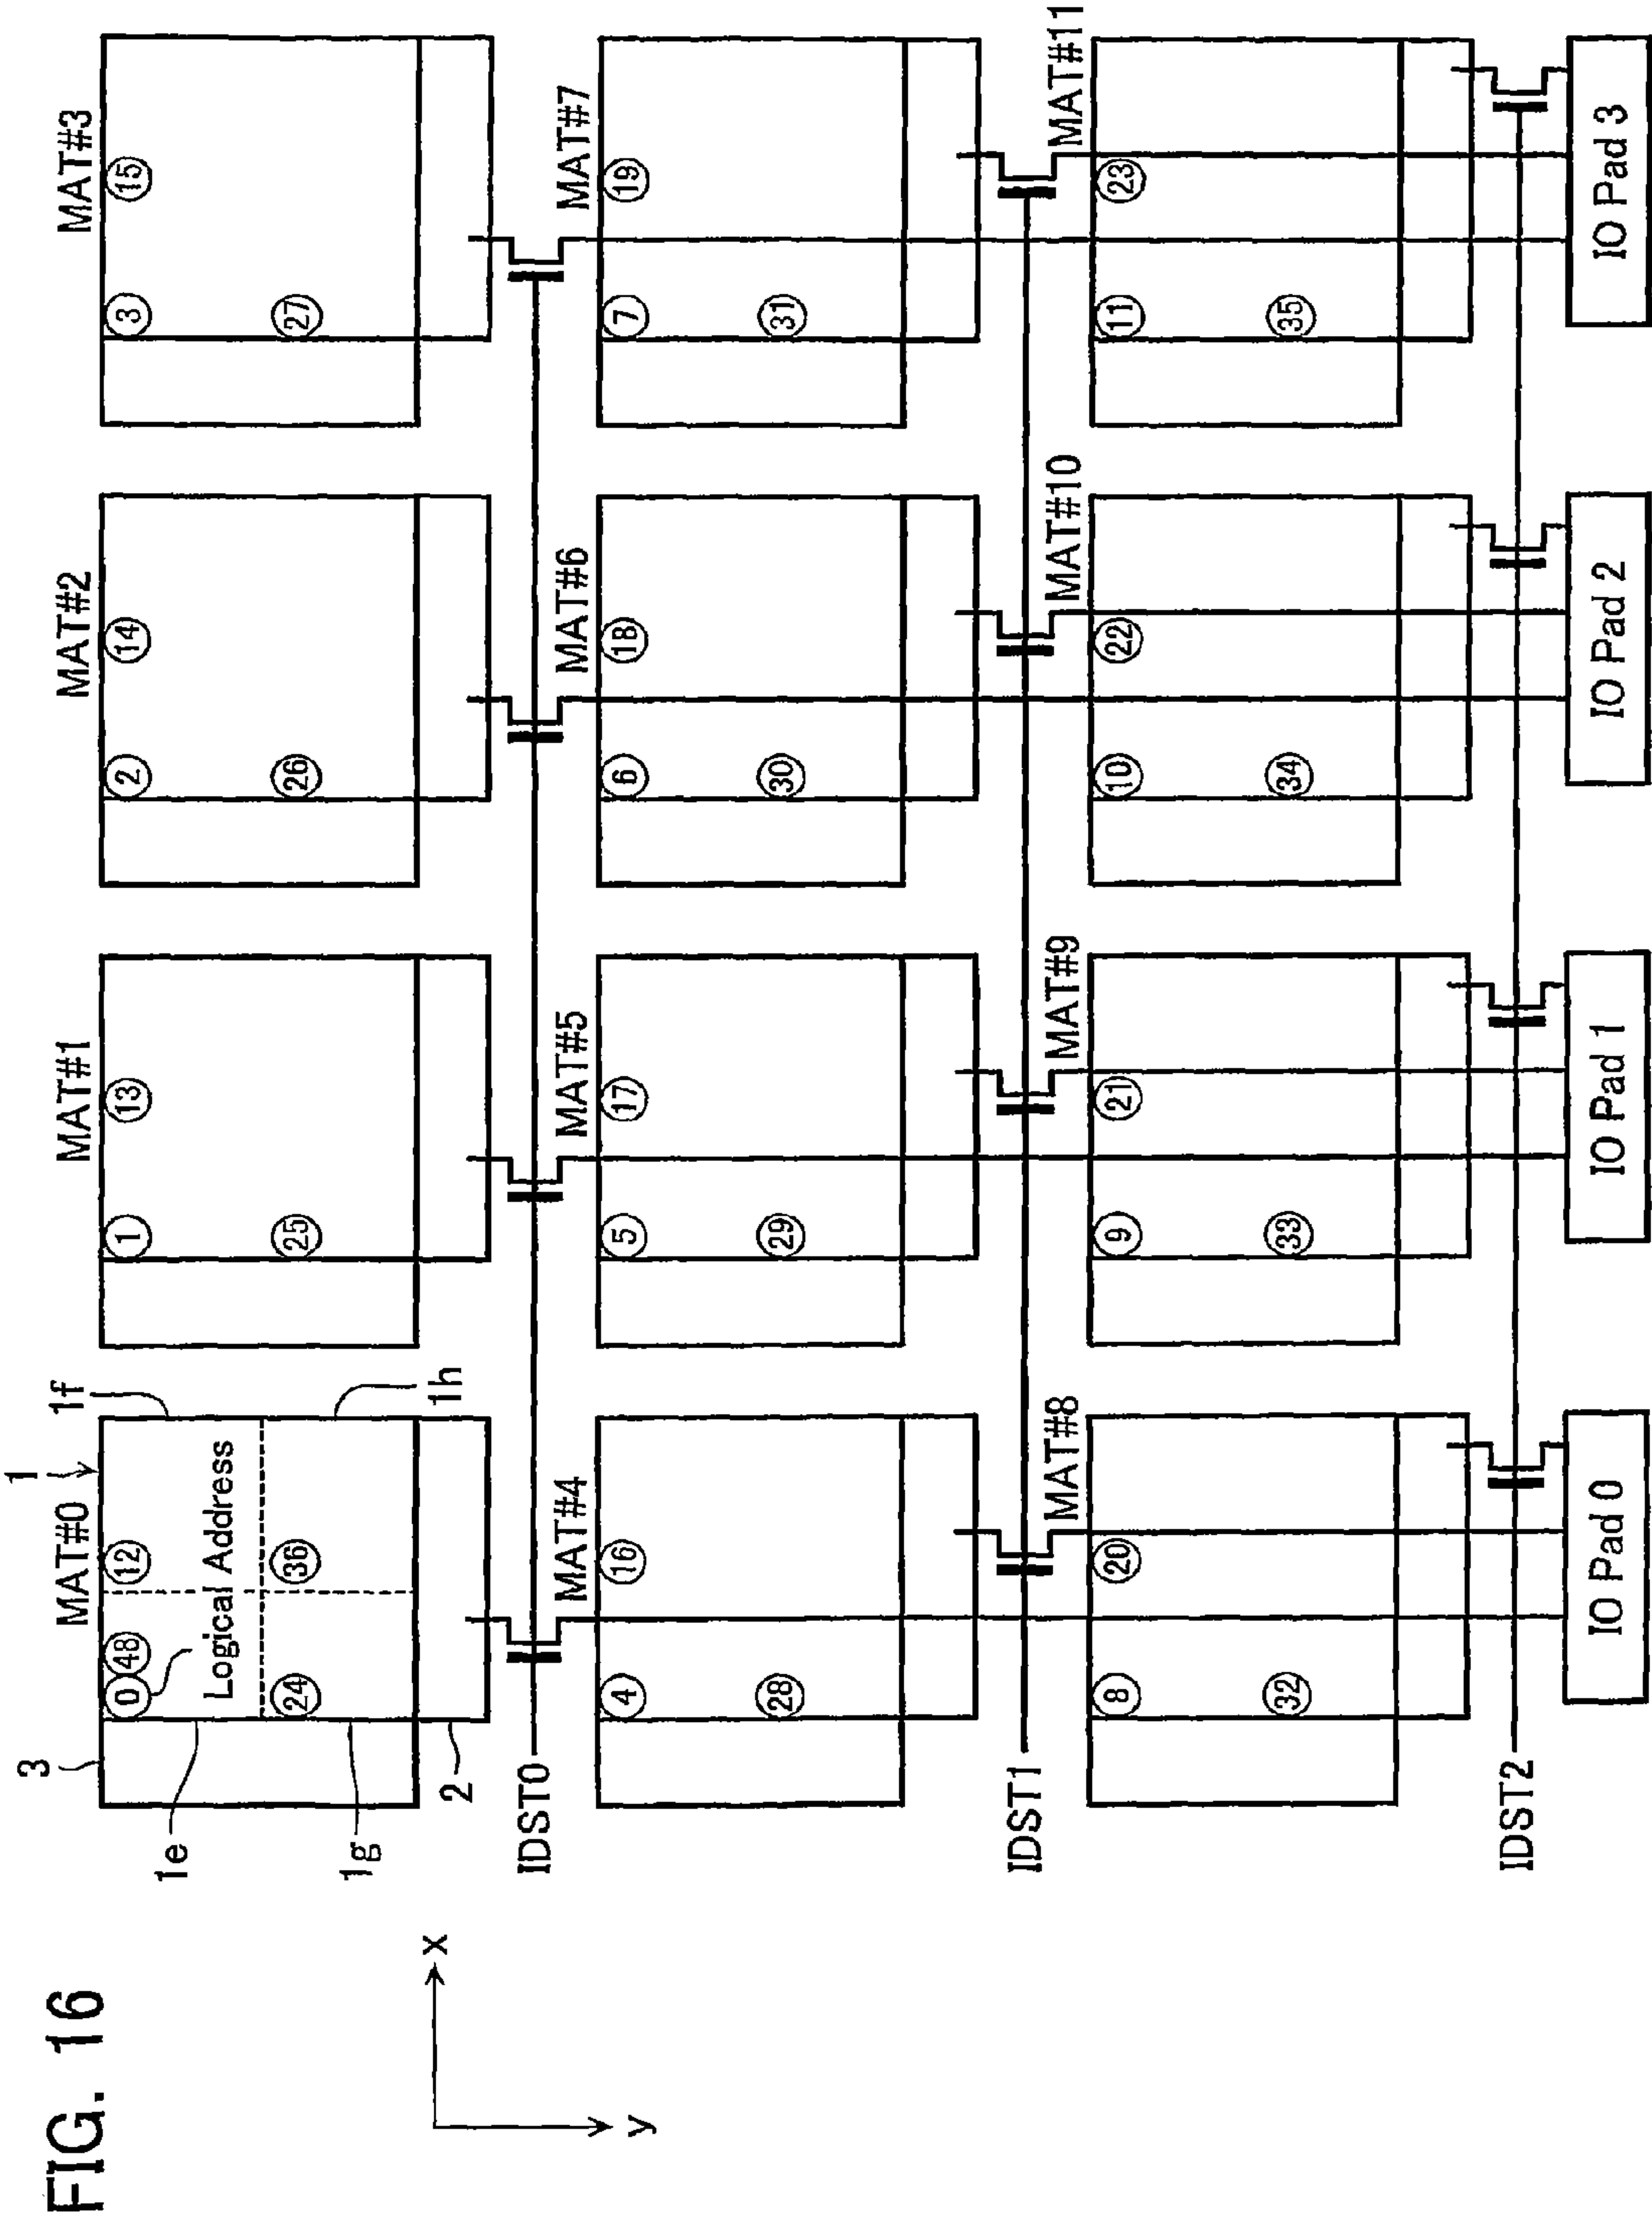 FIG. 16
x
y
1
MAT#0
MAT#1
MAT#2
MAT#3
3
0
48
12
1f
1
13
2
14
3
15
Logical Address
1e
24
36
1h
25
26
27
1g
2
IDST0
MAT#4
MAT#5
MAT#6
MAT#7
4
16
5
17
6
18
7
19
28
29
30
31
IDST1
MAT#8
MAT#9
MAT#10
MAT#11
8
20
9
21
10
22
11
23
32
33
34
35
IDST2
IO Pad 0
IO Pad 1
IO Pad 2
IO Pad 3